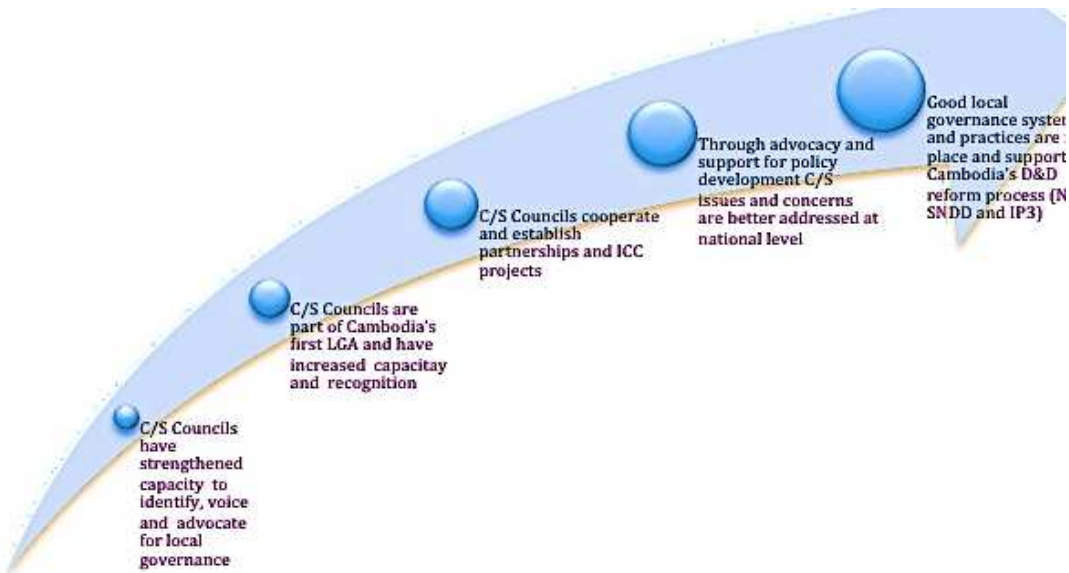 C/S Councils
have
strengthened
capacity to
identify, voice
and advocate
for local
governance
C/S Councils are
part of Cambodia's
first LGA and have
increased capacitay
and recognition
C/S Councils cooperate
and establish
partnerships and ICC
projects
Through advocacy and
support for policy
development C/S
issues and concerns
are better addressed at
national level
Good local
governance system
and practices are
place and support
Cambodia's D&D
reform process (N
SNDD and IP3)